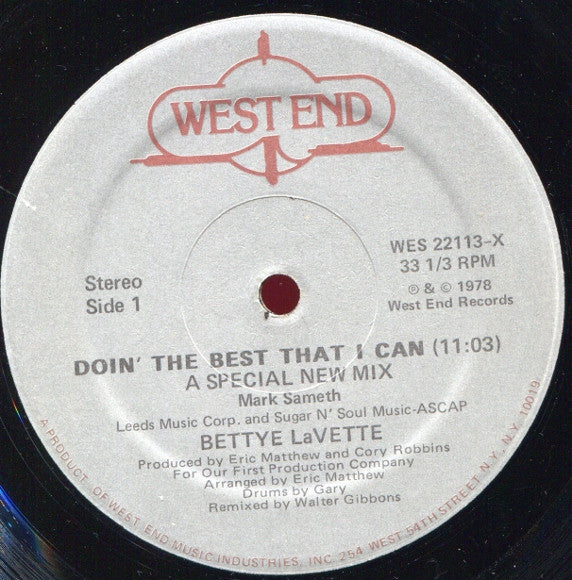 WEST END
WES 22113-X
33 1/3 RPM
℗ & © 1978
West End Records
Stereo
Side 1
DOIN' THE BEST THAT I CAN (11:03)
A SPECIAL NEW MIX
Mark Sameth
Leeds Music Corp. and Sugar N' Soul Music-ASCAP
BETTYE LaVETTE
Produced by Eric Matthew and Cory Robbins
For Our First Production Company
Arranged by Eric Matthew
Drums by Gary
Remixed by Walter Gibbons
A PRODUCT OF WEST END MUSIC INDUSTRIES, INC. 254 WEST 54TH STREET N.Y., N.Y. 10019